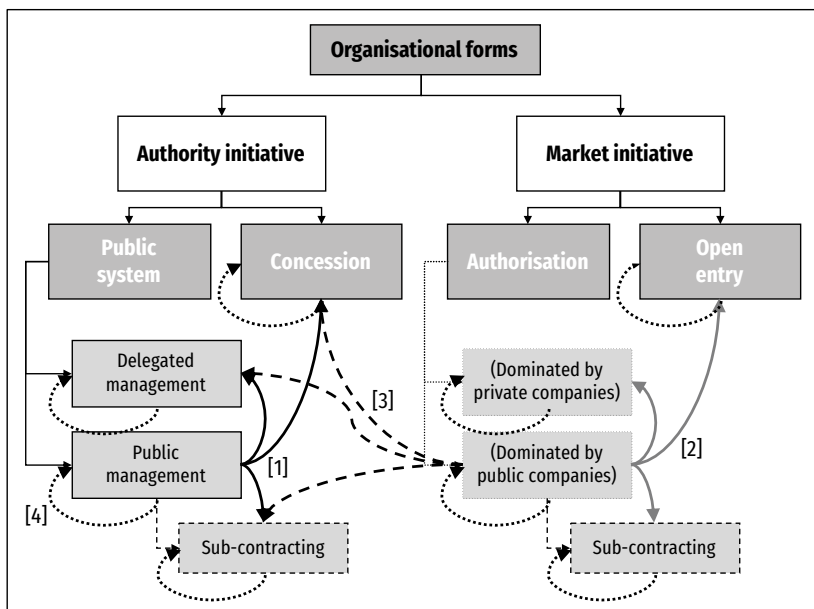 Organisational forms
Authority initiative
Market initiative
Public
system
Concession
Authorisation
Open
entry
Delegated
management
(Dominated by
private companies)
[3]
Public
management
[1]
(Dominated by
public companies)
[2]
[4]
Sub-contracting
Sub-contracting